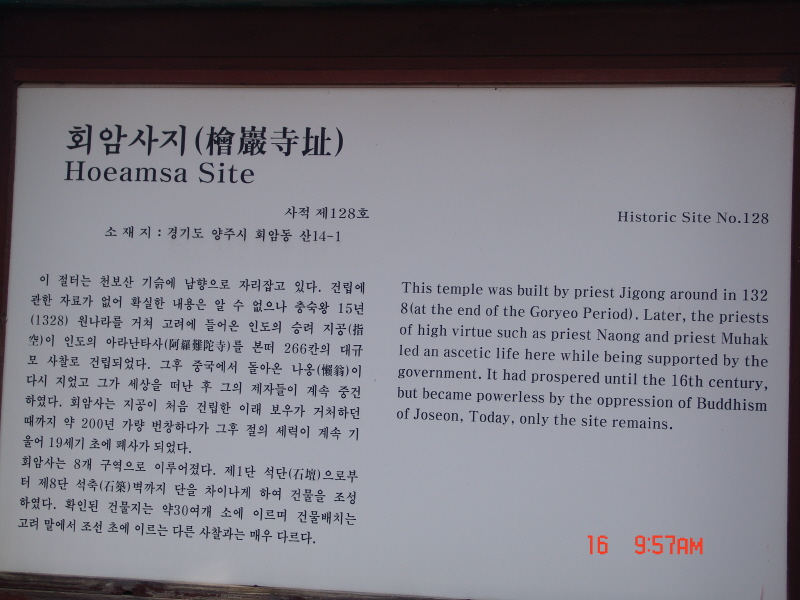 회암사지(檜巖寺址)
Hoeamsa Site
사적 제128호
소 재 지 : 경기도 양주시 회암동 산14-1
이 절터는 천보산 기슭에 남향으로 자리잡고 있다. 건립에
관한 자료가 없어 확실한 내용은 알 수 없으나 충숙왕 15년
(1328) 원나라를 거쳐 고려에 들어온 인도의 승려 지공(指
空)이 인도의 아라난타사(阿羅難陀寺)를 본떠 266칸의 대규
모 사찰로 건립되었다. 그후 중국에서 돌아온 나옹(懶翁)이
다시 지었고 그가 세상을 떠난 후 그의 제자들이 계속 중건
하였다. 회암사는 지공이 처음 건립한 이래 보우가 거처하던
때까지 약 200년 가량 번창하다가 그후 절의 세력이 계속 기
울어 19세기 초에 폐사가 되었다.
회암사는 8개 구역으로 이루어졌다. 제1단 석단(石壇)으로부
터 제8단 석축(石築)벽까지 단을 차이나게 하여 건물을 조성
하였다. 확인된 건물지는 약30여개 소에 이르며 건물배치는
고려 말에서 조선 초에 이르는 다른 사찰과는 매우 다르다.
Historic Site No.128
This temple was built by priest Jigong around in 132
8(at the end of the Goryeo Period). Later, the priests
of high virtue such as priest Naong and priest Muhak
led an ascetic life here while being supported by the
government. It had prospered until the 16th century,
but became powerless by the oppression of Buddhism
of Joseon, Today, only the site remains.
16 9:57AM